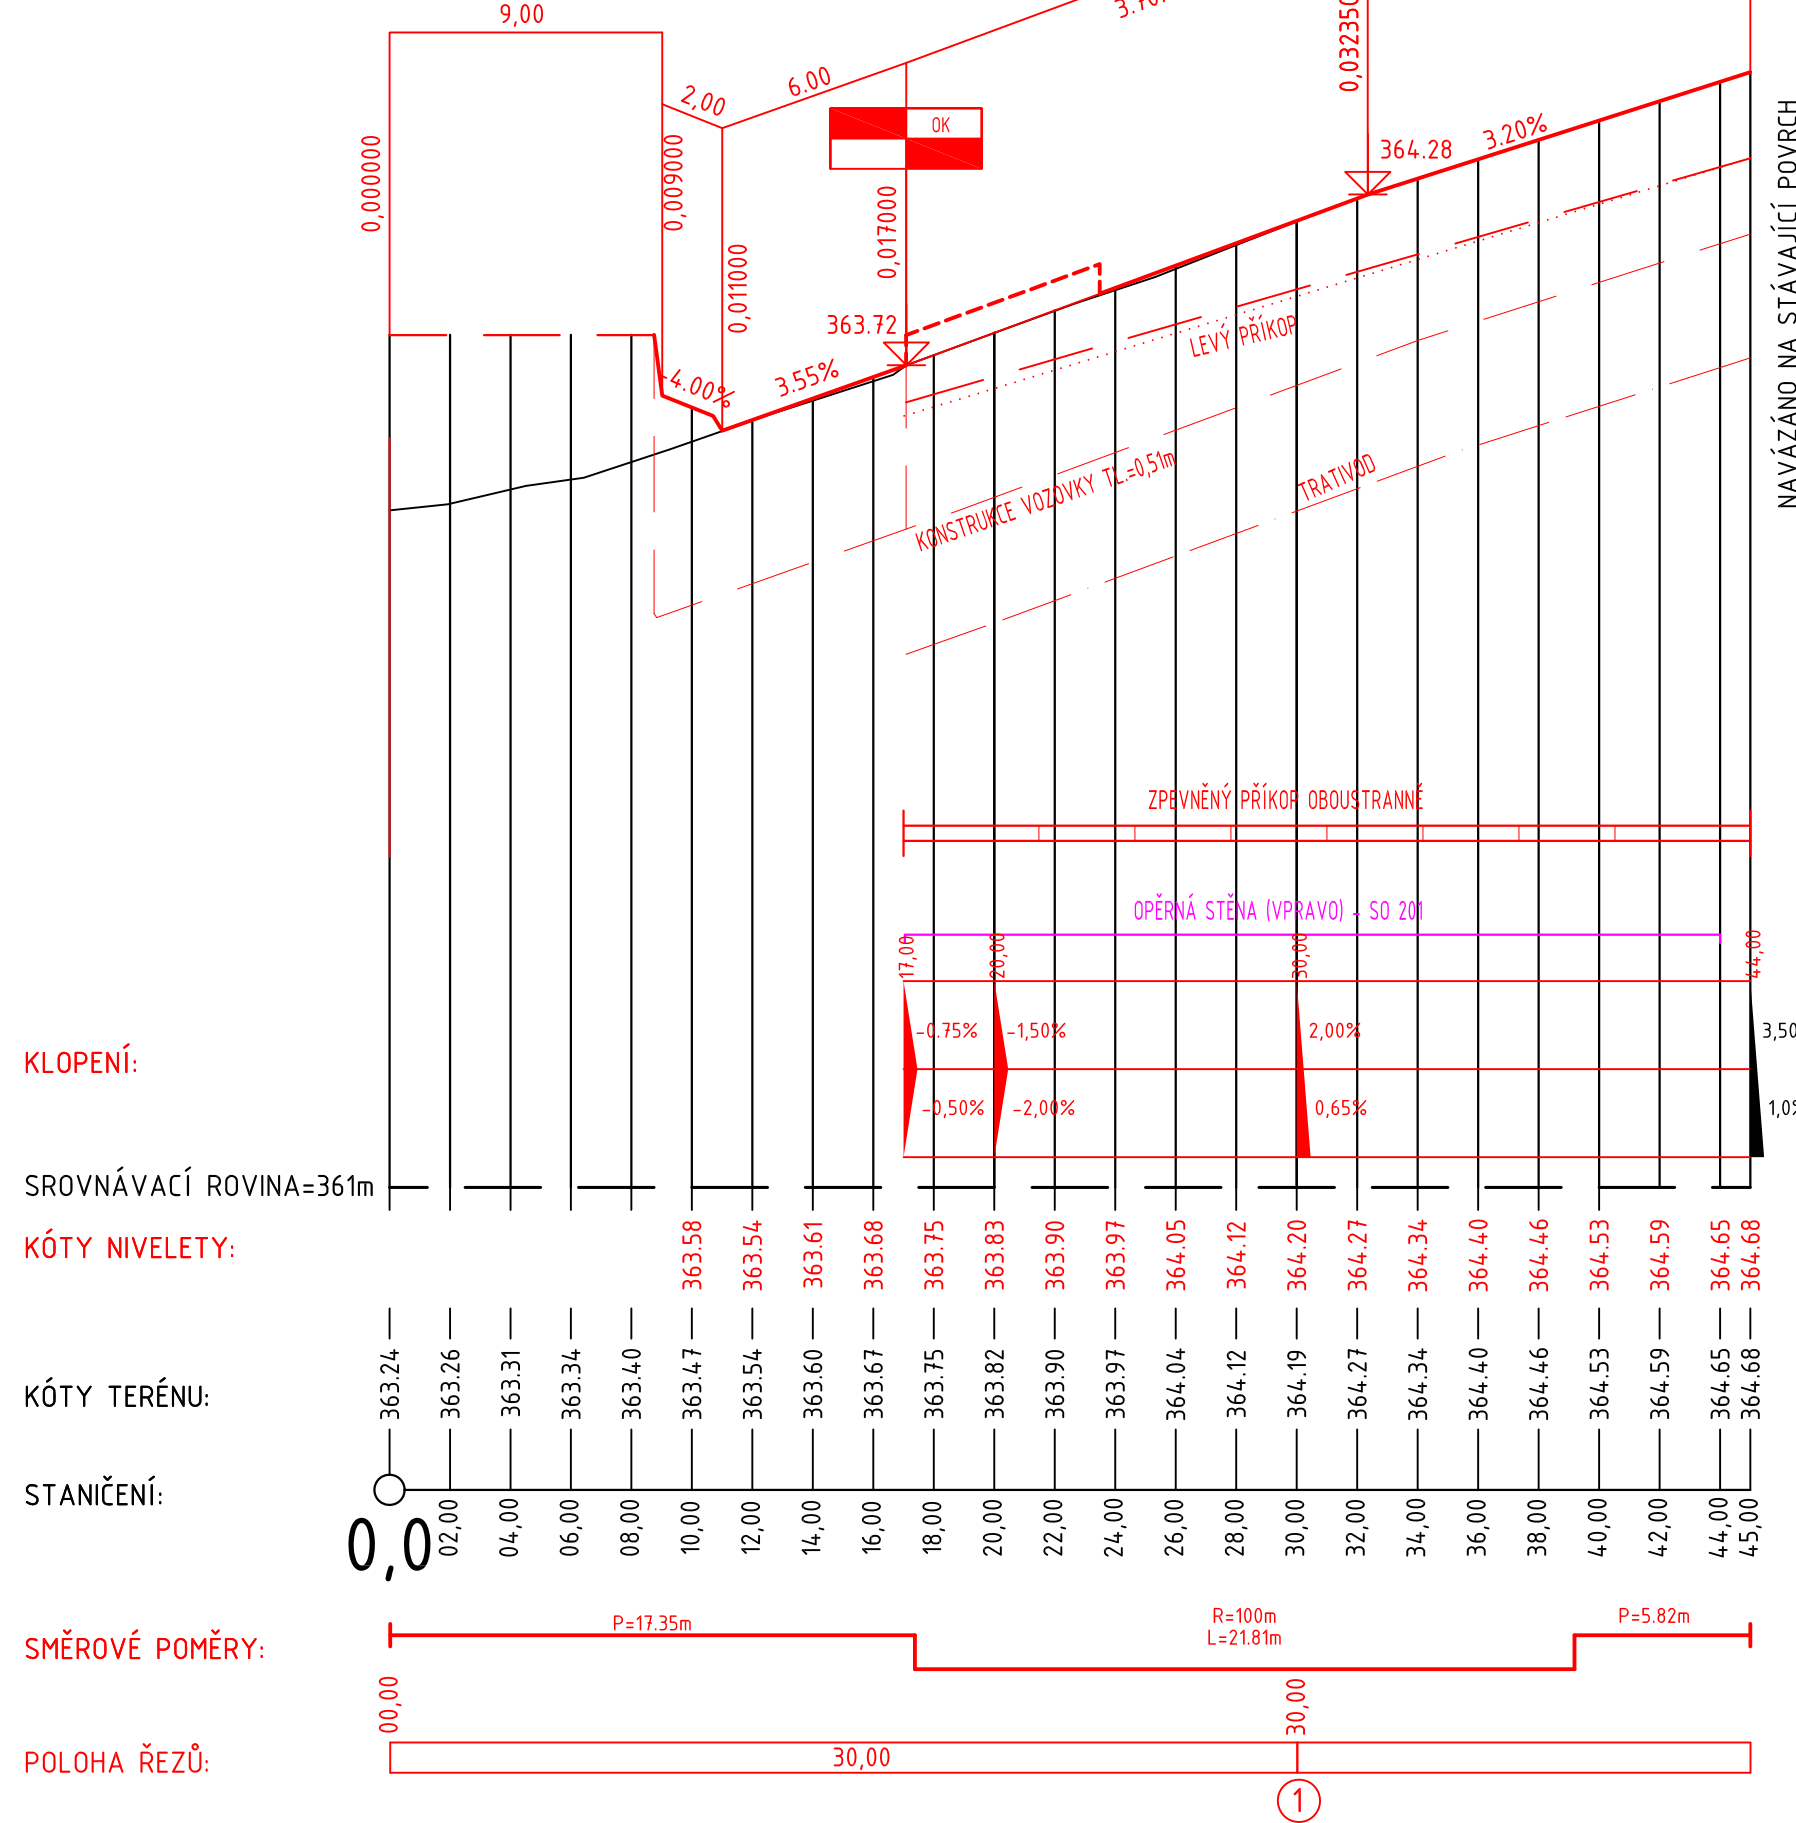 9,00
2,00
6.00
0,032350
0,000000
0,009000
0,011000
0,017000
OK
364.28
3.20%
363.72
-4.00%
3.55%
LEVÝ PŘÍKOP
KONSTRUKCE VOZOVKY TL.=0,51m
TRATIVOD
NAVÁZÁNO NA STÁVAJÍCÍ POVRCH
ZPEVNĚNÝ PŘÍKOP OBOUSTRANNĚ
OPĚRNÁ STĚNA (VPRAVO) - SO 201
17,00 20,00 30,00 44,00
KLOPENÍ:
-0.75% -1,50% 2,00%
-0,50% -2,00% 0,65%
SROVNÁVACÍ ROVINA=361m
KÓTY NIVELETY: 363.58 363.54 363.61 363.68 363.75 363.83 363.90 363.97 364.05 364.12 364.20 364.27 364.34 364.40 364.46 364.53 364.59 364.65 364.68
KÓTY TERÉNU: 363.24 363.26 363.31 363.34 363.40 363.47 363.54 363.60 363.67 363.75 363.82 363.90 363.97 364.04 364.12 364.19 364.27 364.34 364.40 364.46 364.53 364.59 364.65 364.68
STANIČENÍ:
0,0 02,00 04,00 06,00 08,00 10,00 12,00 14,00 16,00 18,00 20,00 22,00 24,00 26,00 28,00 30,00 32,00 34,00 36,00 38,00 40,00 42,00 44,00 45,00
SMĚROVÉ POMĚRY:
P=17.35m
R=100m
L=21.81m
P=5.82m
00,00 30,00
POLOHA ŘEZŮ:
30,00
1